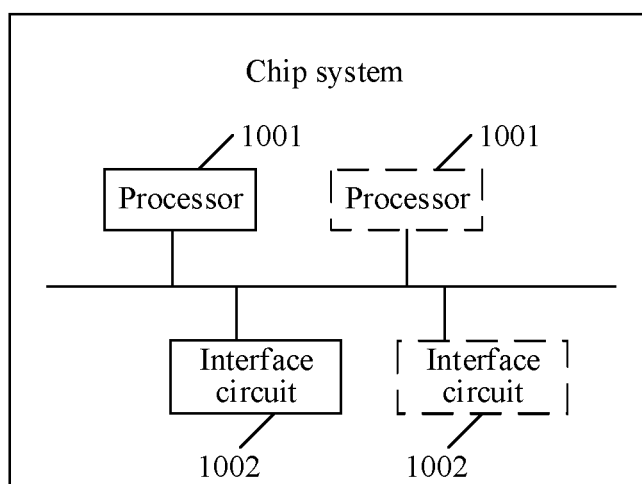 Chip system
1001
1001
Processor
Processor
Interface
circuit
Interface
circuit
1002
1002